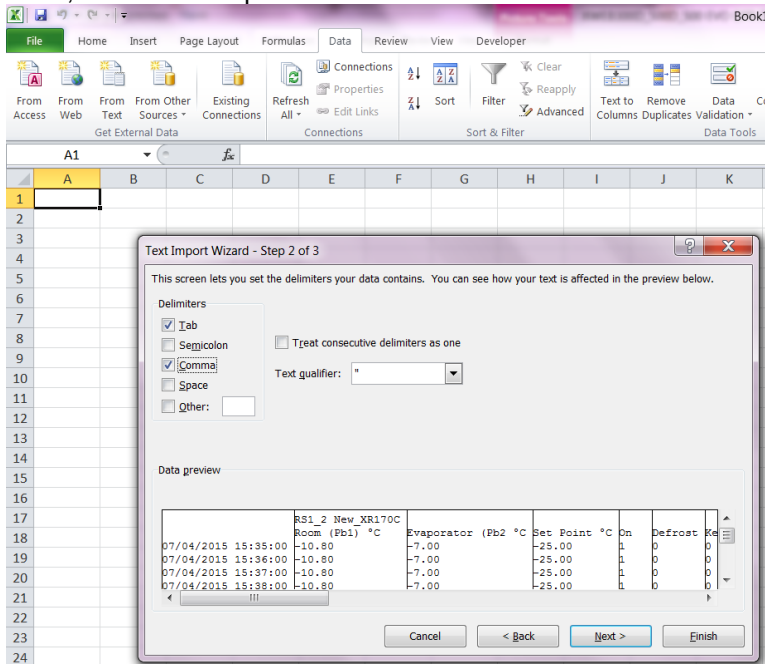 Book1
File Home Insert Page Layout Formulas Data Review View Developer
From Access
From Web
From Text
From Other Sources
Existing Connections
Refresh All
Connections
Properties
Edit Links
Sort
Filter
Clear
Reapply
Advanced
Text to Columns
Remove Duplicates
Data Validation
Get External Data Connections Sort & Filter Data Tools
A1 fx
A B C D E F G H I J K
1
2
3
4
5
6
7
8
9
10
11
12
13
14
15
16
17
18
19
20
21
22
23
24
Text Import Wizard - Step 2 of 3
This screen lets you set the delimiters your data contains. You can see how your text is affected in the preview below.
Delimiters
Tab
Semicolon
Comma
Space
Other:
Treat consecutive delimiters as one
Text qualifier: "
Data preview
RS1_2 New_XR170C
Room (Pb1) °C Evaporator (Pb2 °C Set Point °C On Defrost Ke
07/04/2015 15:35:00 -10.80 -7.00 -25.00 1 0 0
07/04/2015 15:36:00 -10.80 -7.00 -25.00 1 0 0
07/04/2015 15:37:00 -10.80 -7.00 -25.00 1 0 0
07/04/2015 15:38:00 -10.80 -7.00 -25.00 1 0 0
Cancel < Back Next > Finish